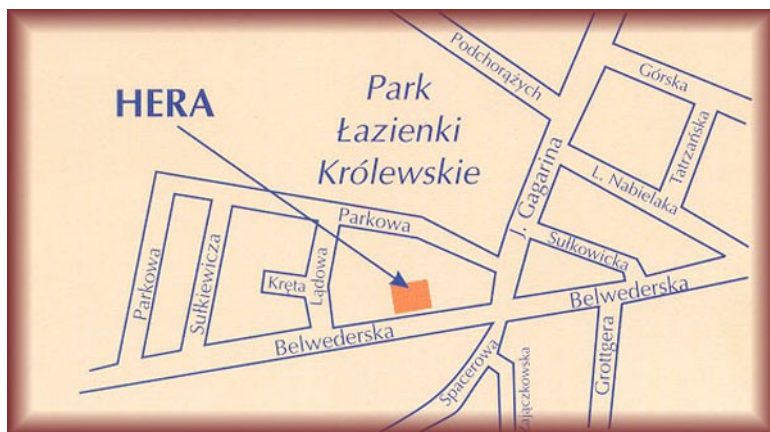 HERA
Park
Łazienki
Królewskie
Podchorążych
Górska
Tatrzańska
J. Gagarina
L. Nabielaka
Parkowa
Sułkowicka
Parkowa
Sułkiewicza
Kręta
Lądowa
Belwederska
Belwederska
Spacerowa
Zajączkowska
Grottgera